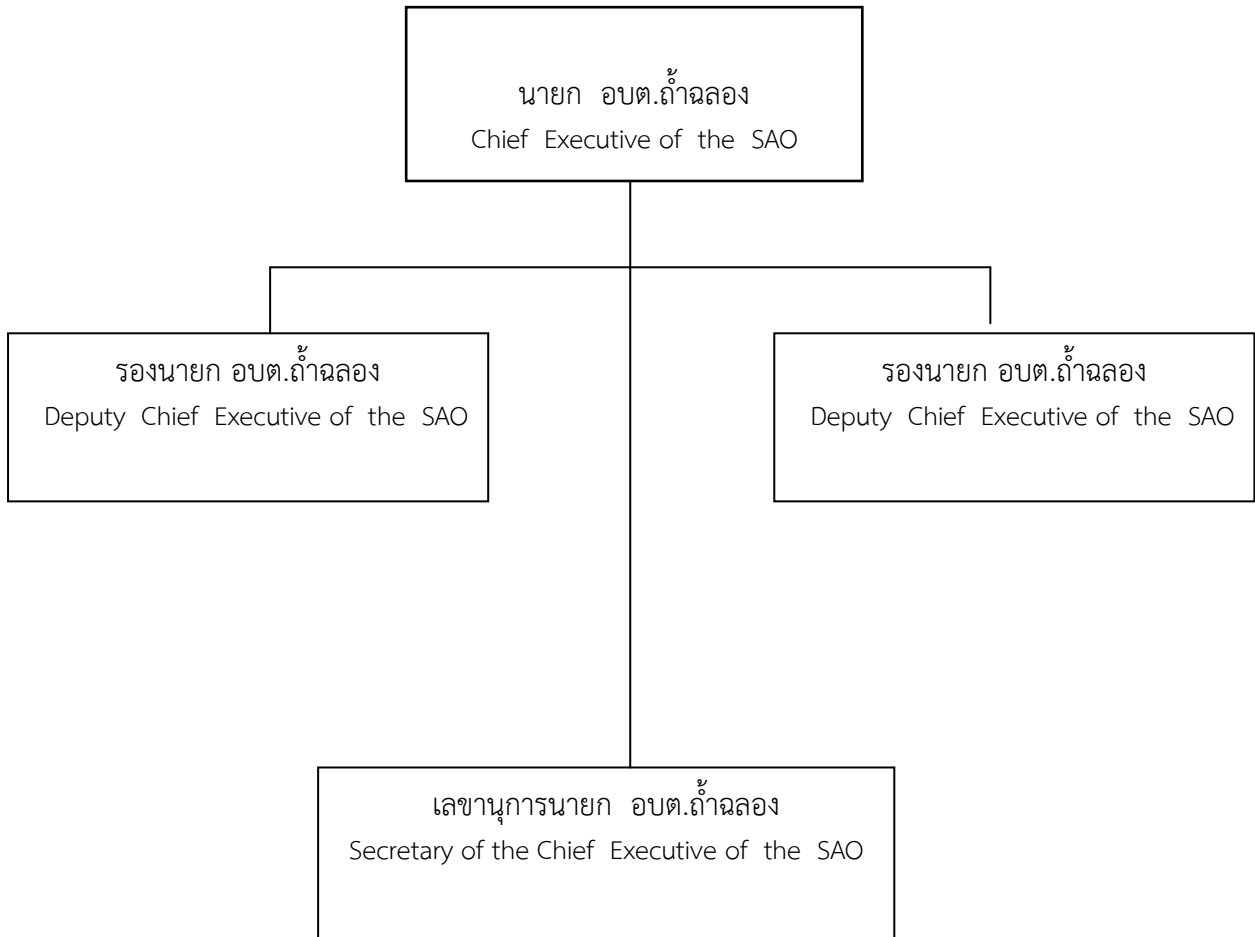 นายก อบต.ถ้ำฉลอง
Chief Executive of the SAO
รองนายก อบต.ถ้ำฉลอง
Deputy Chief Executive of the SAO
รองนายก อบต.ถ้ำฉลอง
Deputy Chief Executive of the SAO
เลขานุการนายก อบต.ถ้ำฉลอง
Secretary of the Chief Executive of the SAO